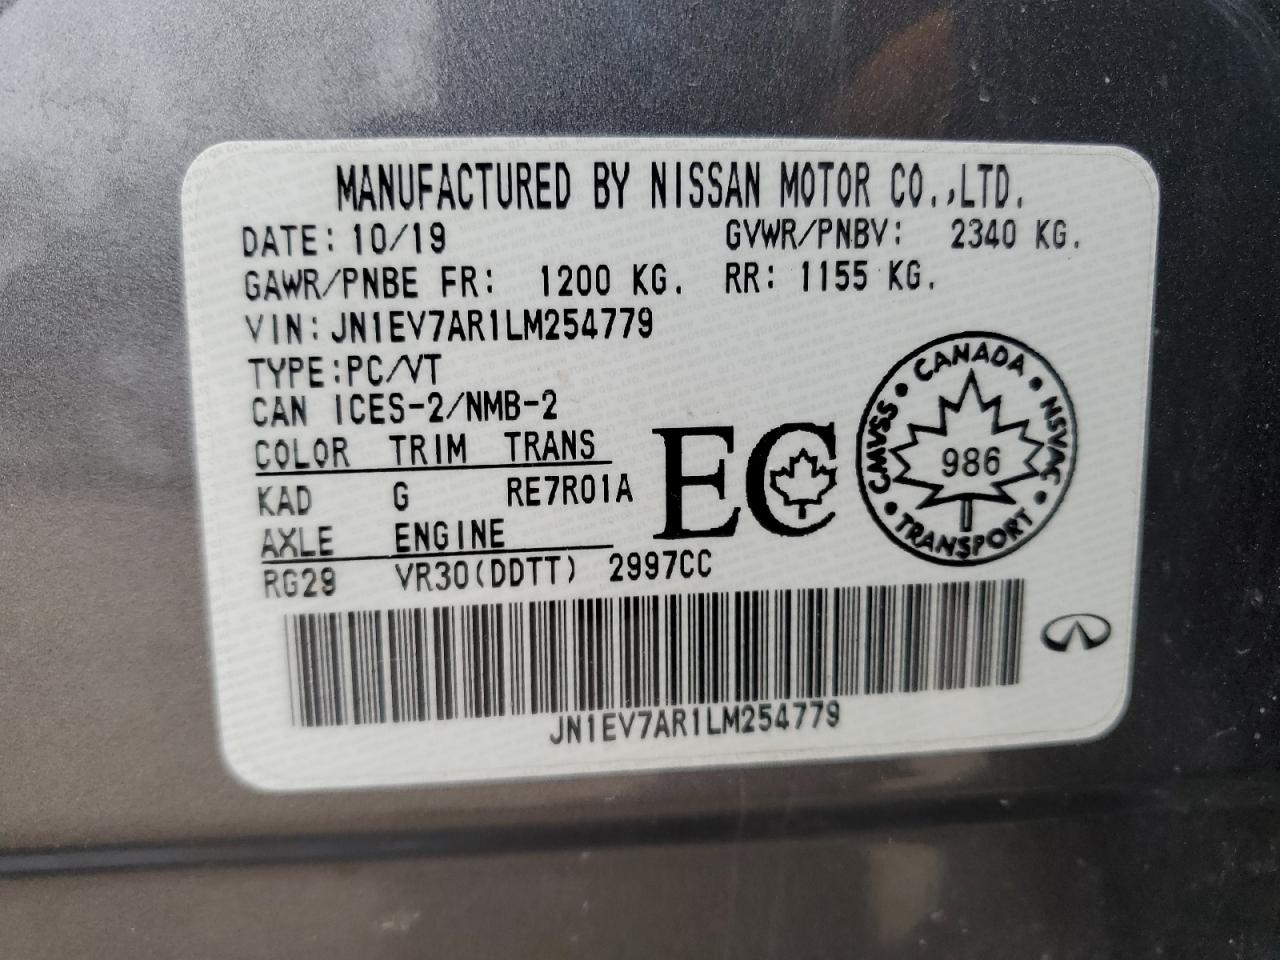 MANUFACTURED BY NISSAN MOTOR CO.,LTD.
DATE: 10/19 GVWR/PNBV: 2340 KG.
GAWR/PNBE FR: 1200 KG. RR: 1155 KG.
VIN: JN1EV7AR1LM254779
TYPE: PC/VT
CAN ICES-2/NMB-2
COLOR TRIM TRANS
KAD G RE7R01A
AXLE ENGINE
RG29 VR30(DDTT) 2997CC
EC
CANADA
CMVSS NSVAC
986
TRANSPORT
JN1EV7AR1LM254779